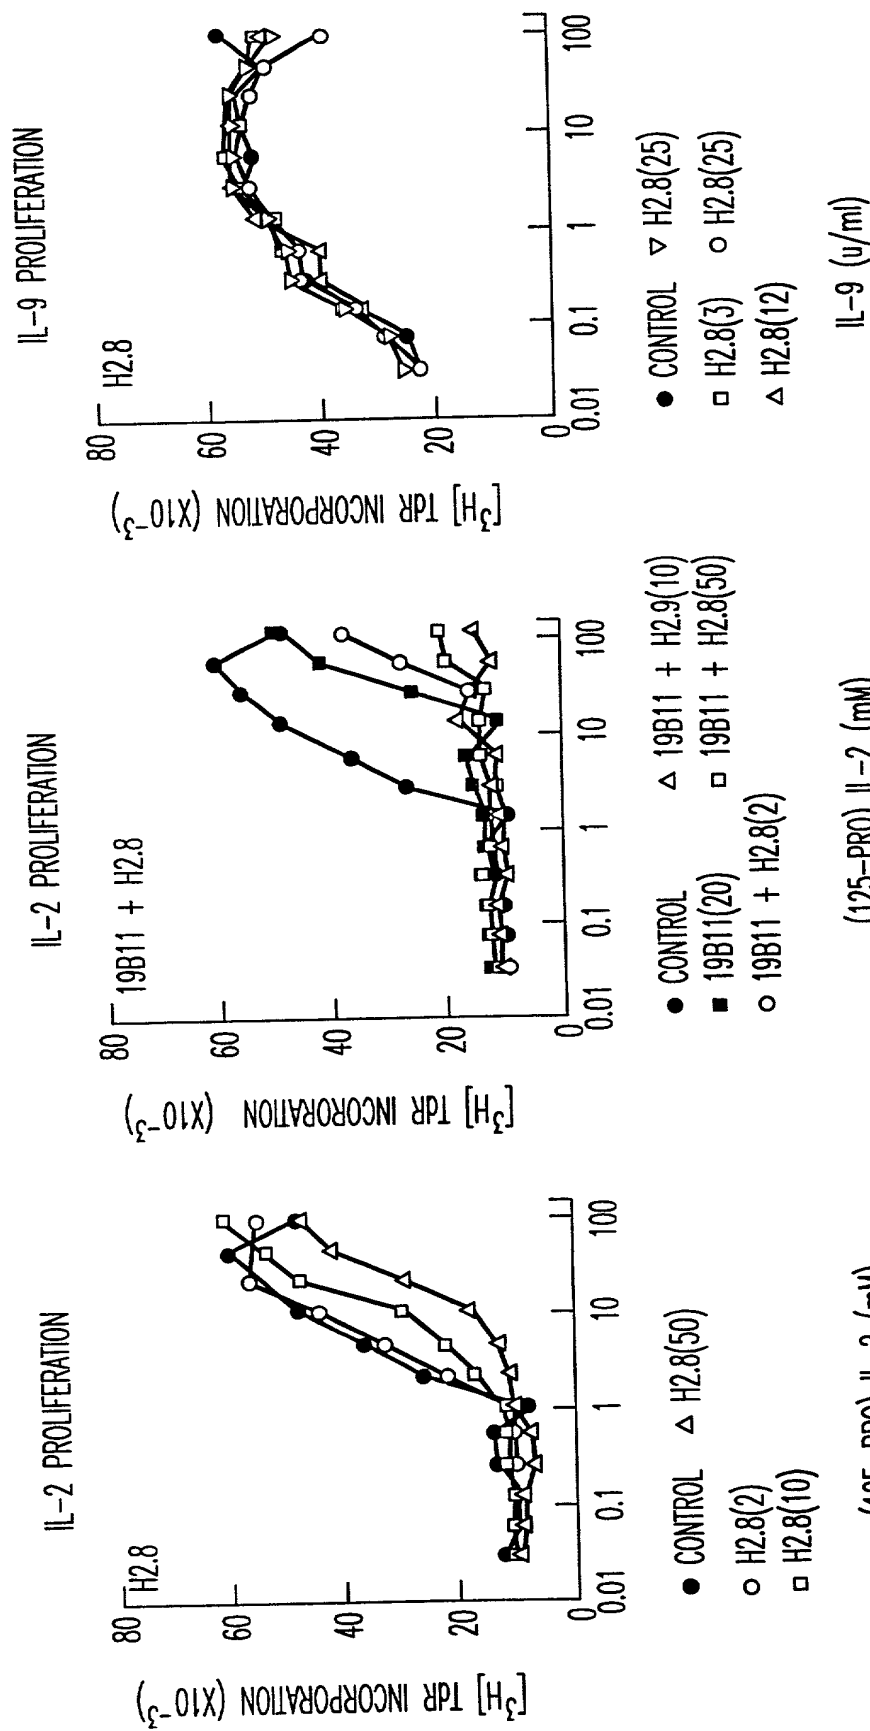 IL-2 PROLIFERATION
H2.8
80
60
40
20
0
[³H] TdR INCORPORATION (X10⁻³)
0.01 0.1 1 10 100
● CONTROL △ H2.8(50)
○ H2.8(2)
□ H2.8(10)
IL-2 PROLIFERATION
19B11 + H2.8
80
60
40
20
0
[³H] TdR INCORORATION (X10⁻³)
0.01 0.1 1 10 100
● CONTROL △ 19B11 + H2.9(10)
■ 19B11(20) □ 19B11 + H2.8(50)
○ 19B11 + H2.8(2)
(125-PRO) IL-2 (mM)
IL-9 PROLIFERATION
H2.8
80
60
40
20
0
[³H] TdR INCORPORATION (X10⁻³)
0.01 0.1 1 10 100
● CONTROL ▽ H2.8(25)
□ H2.8(3) ○ H2.8(25)
△ H2.8(12)
IL-9 (u/ml)